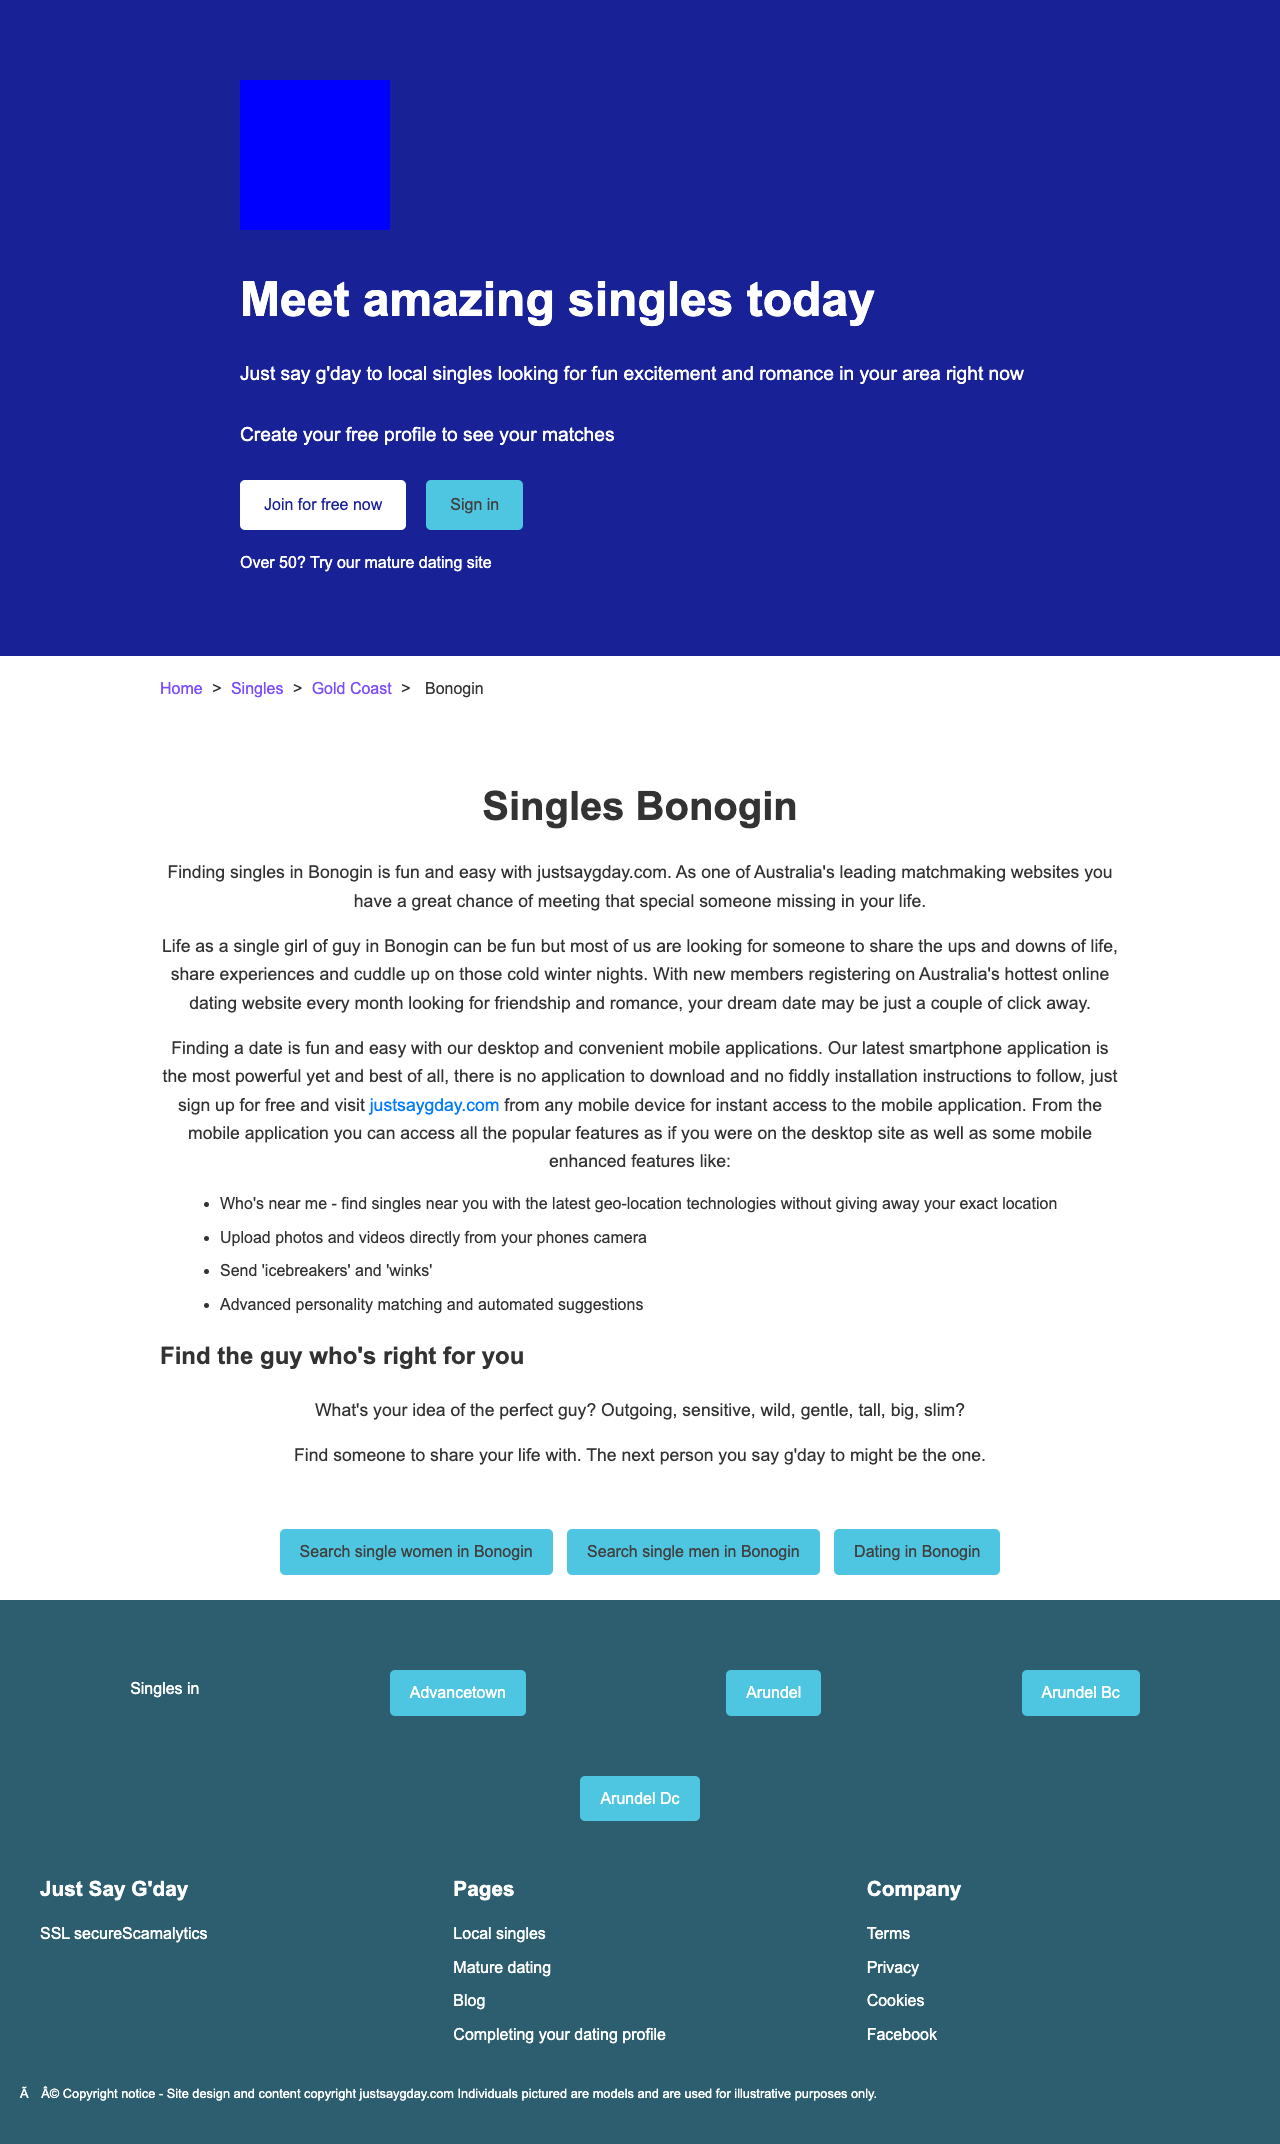 Meet amazing singles today
Just say g'day to local singles looking for fun excitement and romance in your area right now
Create your free profile to see your matches
Join for free now
Sign in
Over 50? Try our mature dating site
Home > Singles > Gold Coast > Bonogin
Singles Bonogin
Finding singles in Bonogin is fun and easy with justsaygday.com. As one of Australia's leading matchmaking websites you
have a great chance of meeting that special someone missing in your life.
Life as a single girl of guy in Bonogin can be fun but most of us are looking for someone to share the ups and downs of life,
share experiences and cuddle up on those cold winter nights. With new members registering on Australia's hottest online
dating website every month looking for friendship and romance, your dream date may be just a couple of click away.
Finding a date is fun and easy with our desktop and convenient mobile applications. Our latest smartphone application is
the most powerful yet and best of all, there is no application to download and no fiddly installation instructions to follow, just
sign up for free and visit justsaygday.com from any mobile device for instant access to the mobile application. From the
mobile application you can access all the popular features as if you were on the desktop site as well as some mobile
enhanced features like:
• Who's near me - find singles near you with the latest geo-location technologies without giving away your exact location
• Upload photos and videos directly from your phones camera
• Send 'icebreakers' and 'winks'
• Advanced personality matching and automated suggestions
Find the guy who's right for you
What's your idea of the perfect guy? Outgoing, sensitive, wild, gentle, tall, big, slim?
Find someone to share your life with. The next person you say g'day to might be the one.
Search single women in Bonogin
Search single men in Bonogin
Dating in Bonogin
Singles in
Advancetown
Arundel
Arundel Bc
Arundel Dc
Just Say G'day
SSL secureScamalytics
Pages
Local singles
Mature dating
Blog
Completing your dating profile
Company
Terms
Privacy
Cookies
Facebook
Ã Â© Copyright notice - Site design and content copyright justsaygday.com Individuals pictured are models and are used for illustrative purposes only.